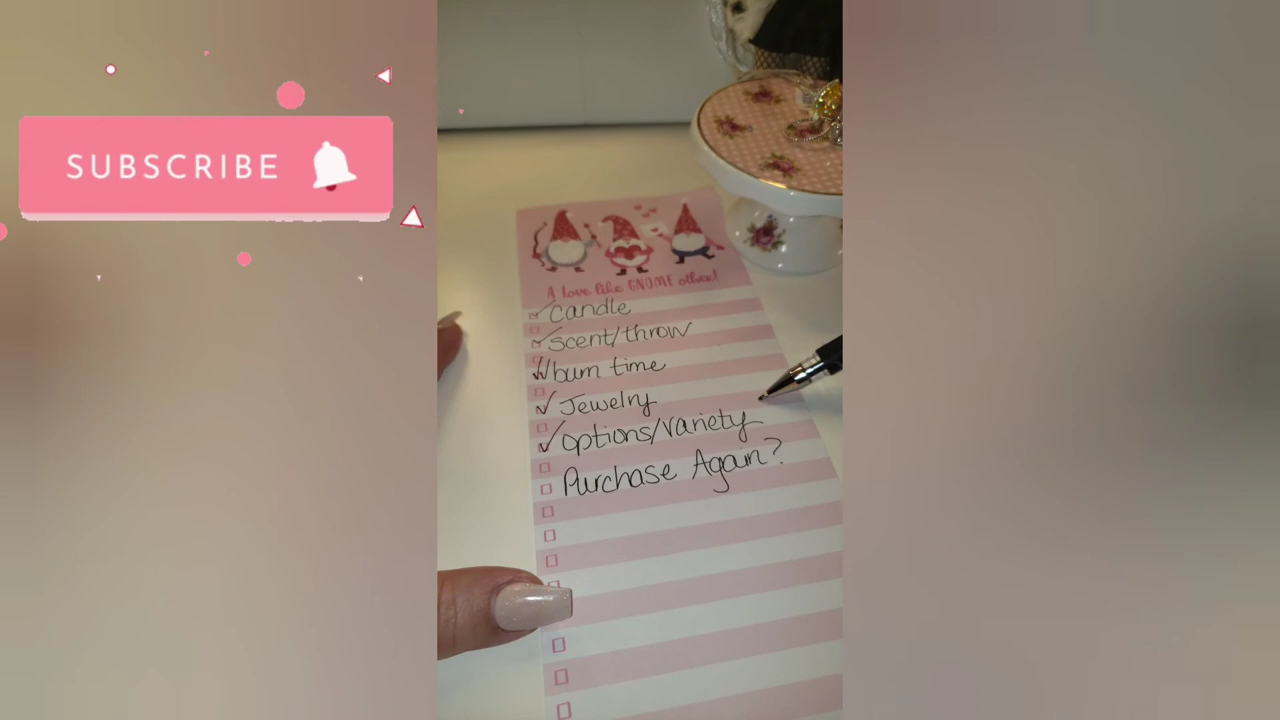 SUBSCRIBE
A love like GNOME other!
candle
scent/throw
burn time
Jewelry
options/variety
Purchase Again?